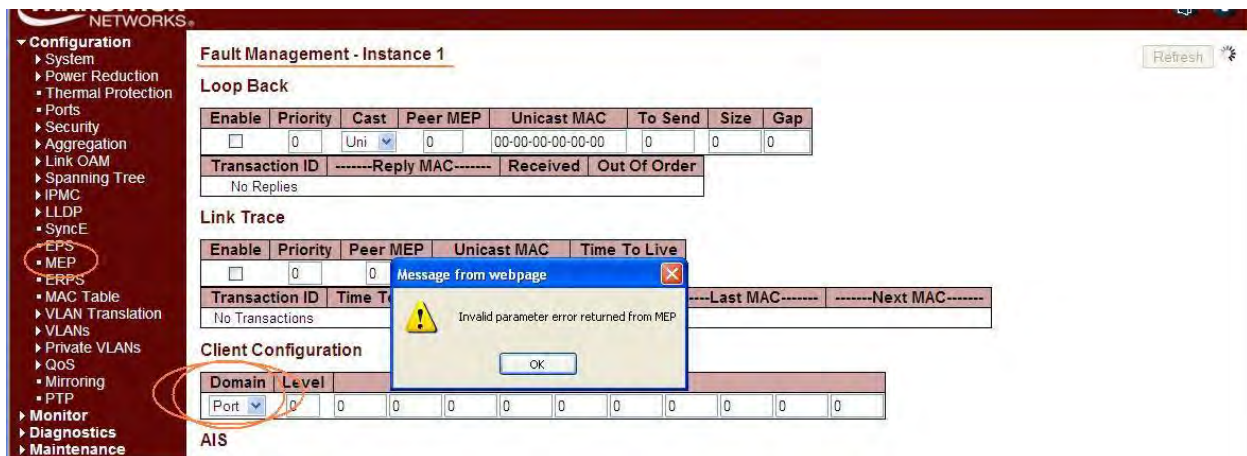 NETWORKS
Configuration
System
Power Reduction
Thermal Protection
Ports
Security
Aggregation
Link OAM
Spanning Tree
IPMC
LLDP
SyncE
EPS
MEP
ERPS
MAC Table
VLAN Translation
VLANs
Private VLANs
QoS
Mirroring
PTP
Monitor
Diagnostics
Maintenance
Fault Management - Instance 1
Refresh
Loop Back
Enable Priority Cast Peer MEP Unicast MAC To Send Size Gap
0 Uni 0 00-00-00-00-00-00 0 0 0
Transaction ID -------Reply MAC------- Received Out Of Order
No Replies
Link Trace
Enable Priority Peer MEP Unicast MAC Time To Live
0 0
Transaction ID ----Last MAC------- -------Next MAC-------
No Transactions
Message from webpage
Invalid parameter error returned from MEP
OK
Client Configuration
Domain Level
Port 0 0 0 0 0 0 0 0 0 0 0
AIS